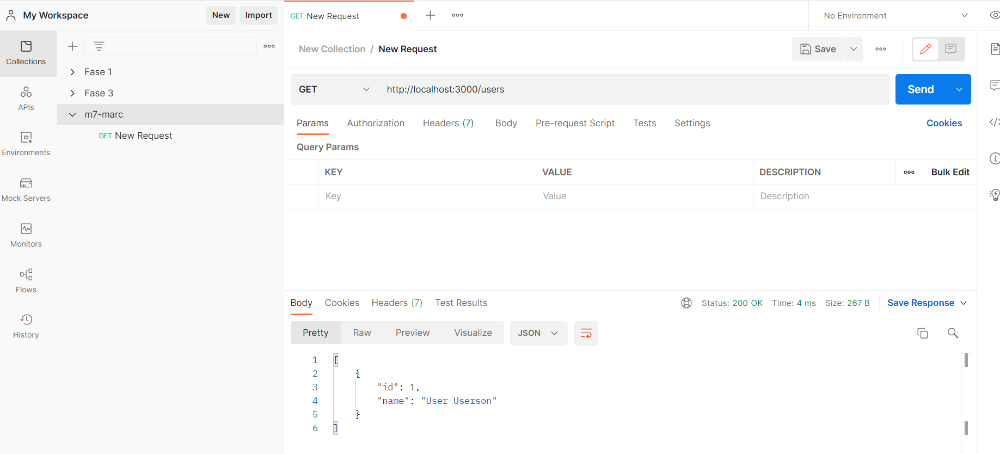 My Workspace
New
Import
GET New Request
No Environment
Collections
APIs
Environments
Mock Servers
Monitors
Flows
History
Fase 1
Fase 3
m7-marc
GET New Request
New Collection / New Request
Save
GET
http://localhost:3000/users
Send
Params
Authorization
Headers (7)
Body
Pre-request Script
Tests
Settings
Cookies
Query Params
KEY
VALUE
DESCRIPTION
Bulk Edit
Key
Value
Description
Body
Cookies
Headers (7)
Test Results
Status: 200 OK
Time: 4 ms
Size: 267 B
Save Response
Pretty
Raw
Preview
Visualize
JSON
1 [
2 {
3 "id": 1,
4 "name": "User Userson"
5 }
6 ]